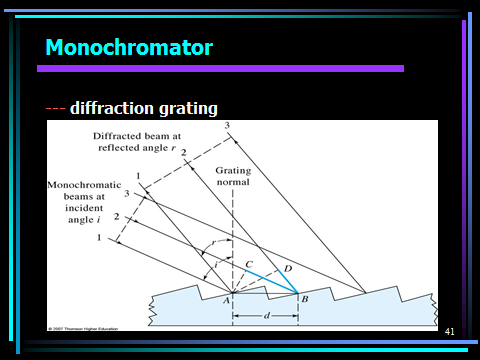 Monochromator
--- diffraction grating
3
Diffracted beam at
reflected angle r
2
Grating
normal
1
Monochromatic
beams at
incident
angle i
3
2
1
r
i
C
D
A
B
d
© 2007 Thomson Higher Education
41